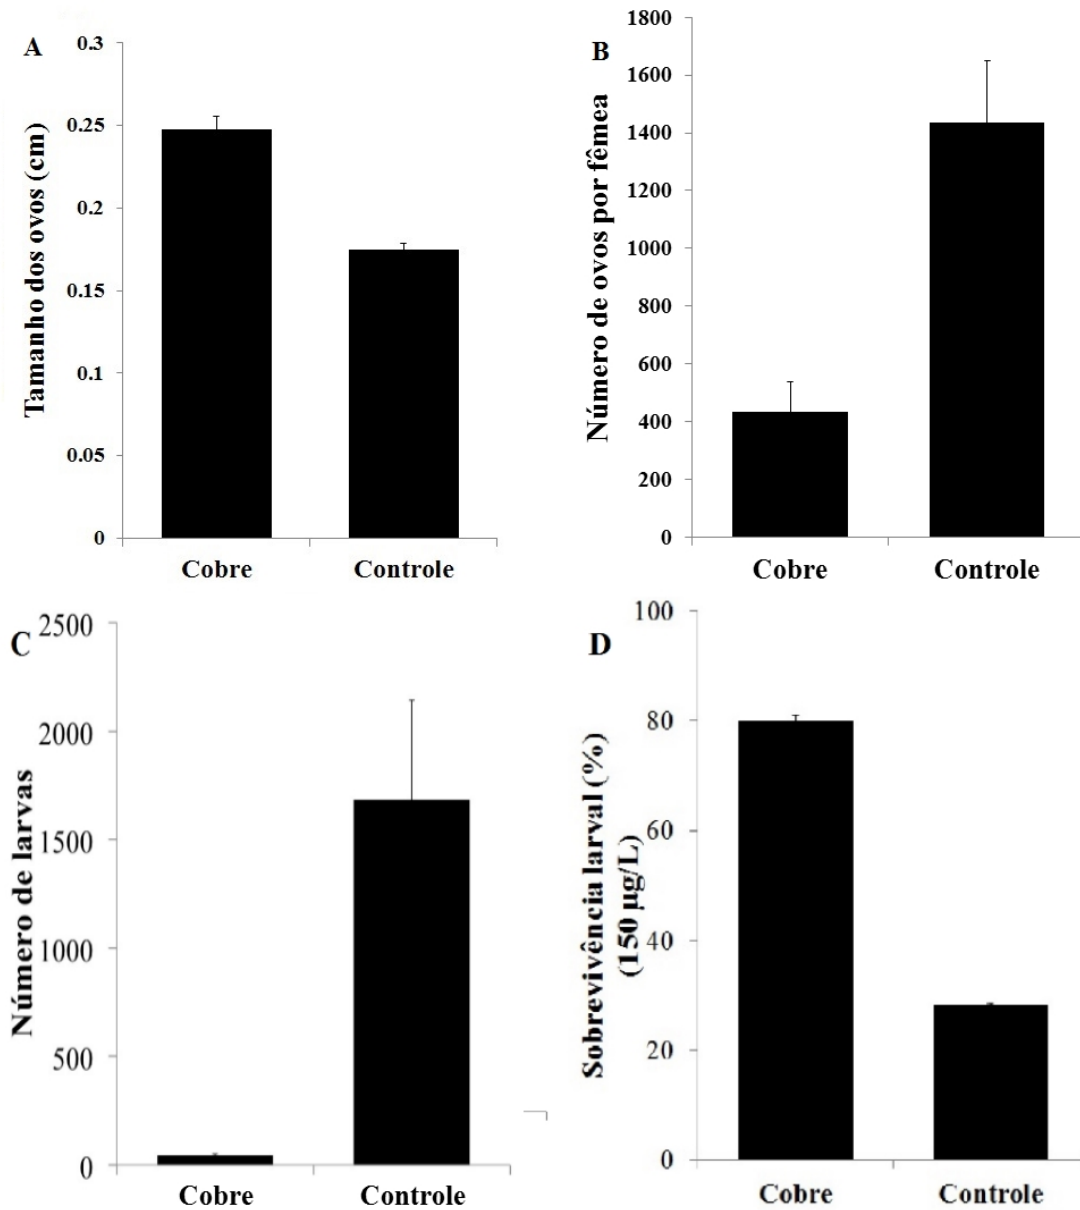 A
Tamanho dos ovos (cm)
0.3
0.25
0.2
0.15
0.1
0.05
0
Cobre
Controle
B
Número de ovos por fêmea
1800
1600
1400
1200
1000
800
600
400
200
0
Cobre
Controle
C
Número de larvas
2500
2000
1500
1000
500
0
Cobre
Controle
D
Sobrevivência larval (%)
(150 µg/L)
100
80
60
40
20
0
Cobre
Controle